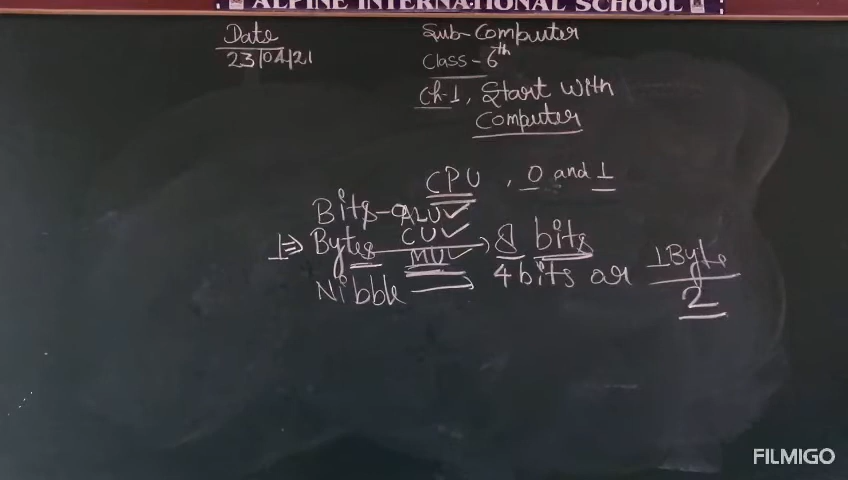 ALPINE INTERNATIONAL SCHOOL
Date
23/04/21
Sub- Computer
Class - 6th
Ch-1, Start with
Computer
CPU, 0 and 1
Bits - ALU ✓
CU ✓
1 ⇒ Bytes → 8 bits
MU ✓
Nibble 4 bits or 1 Byte
2
FILMIGO